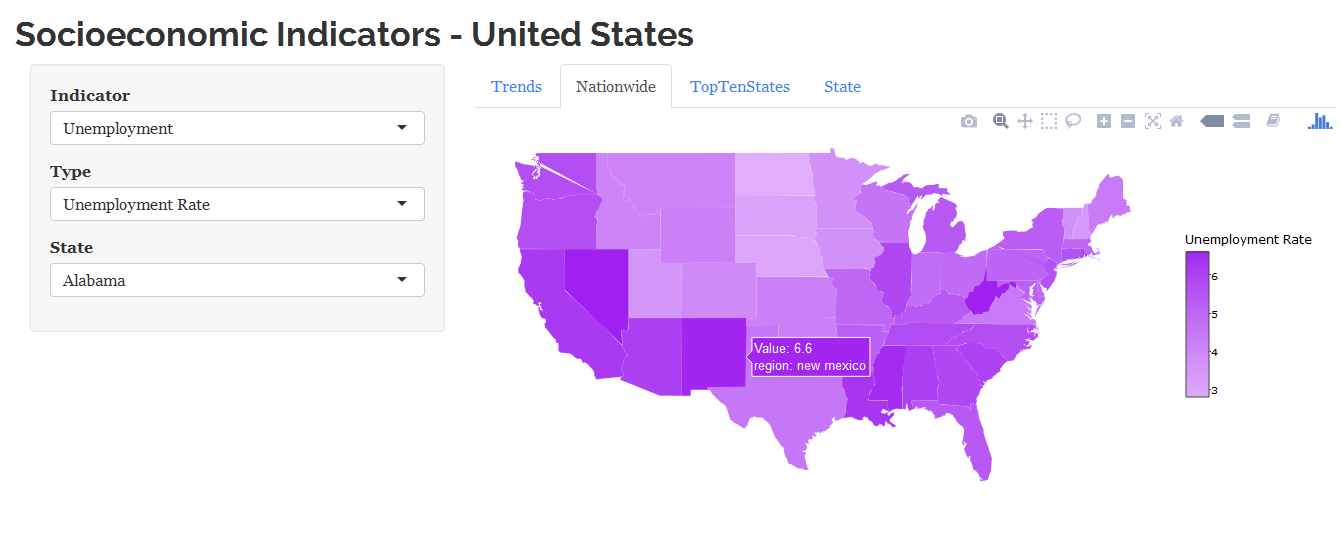 Socioeconomic Indicators - United States
Indicator
Unemployment
Type
Unemployment Rate
State
Alabama
Trends
Nationwide
TopTenStates
State
Value: 6.6
region: new mexico
Unemployment Rate
6
5
4
3